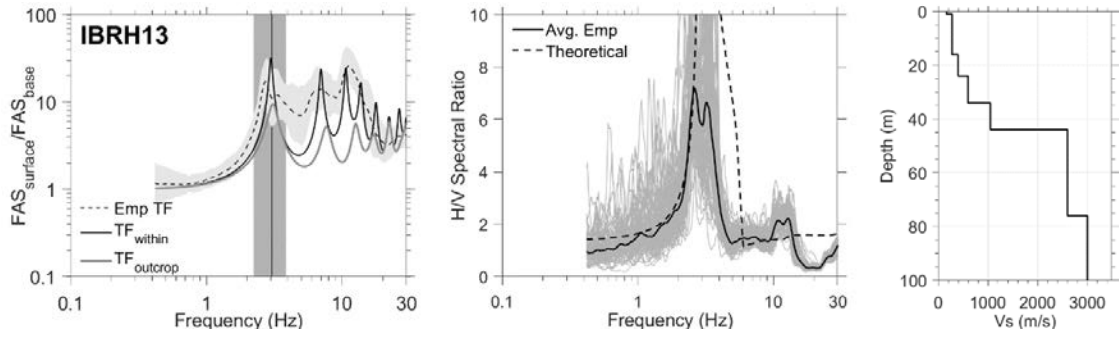 IBRH13
FAS_surface/FAS_base
100
10
1
0.1
Emp TF
TF_within
TF_outcrop
0.1
1
10
30
Frequency (Hz)
H/V Spectral Ratio
10
8
6
4
2
0
Avg. Emp
Theoretical
0.1
1
10
30
Frequency (Hz)
Depth (m)
0
20
40
60
80
100
0
1000
2000
3000
Vs (m/s)